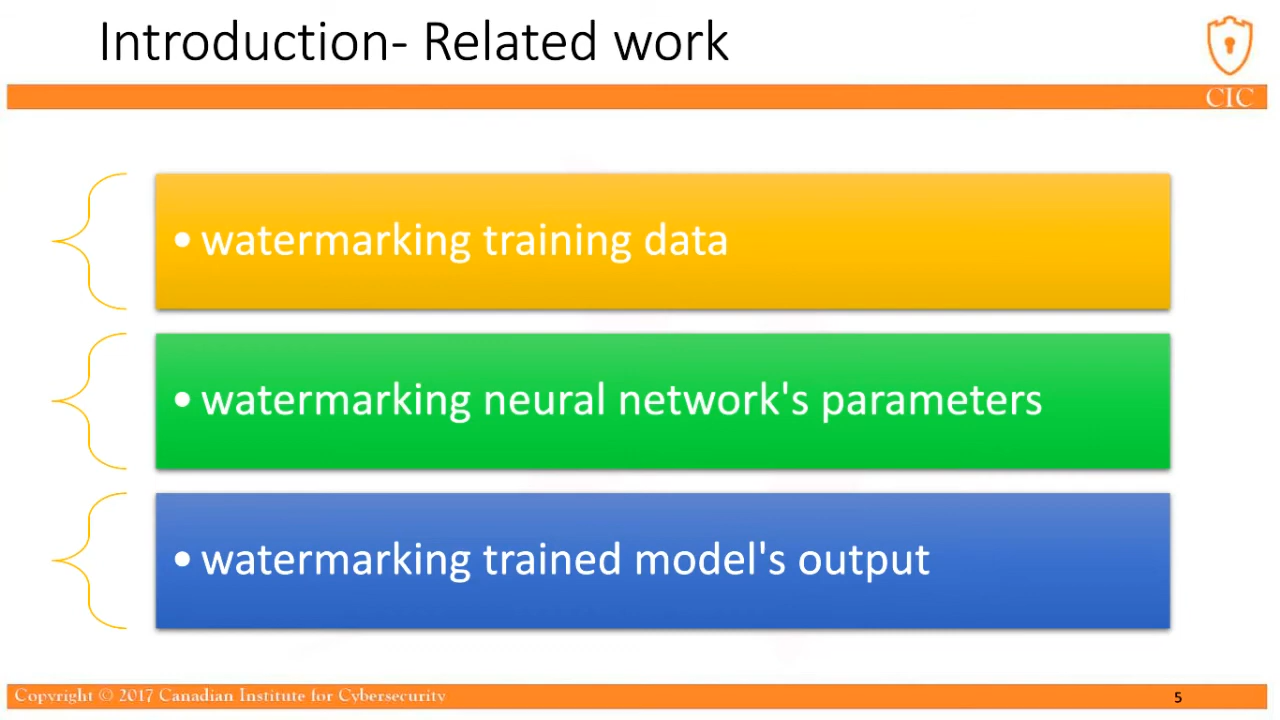 Introduction- Related work
CIC
• watermarking training data
• watermarking neural network's parameters
• watermarking trained model's output
Copyright © 2017 Canadian Institute for Cybersecurity
5